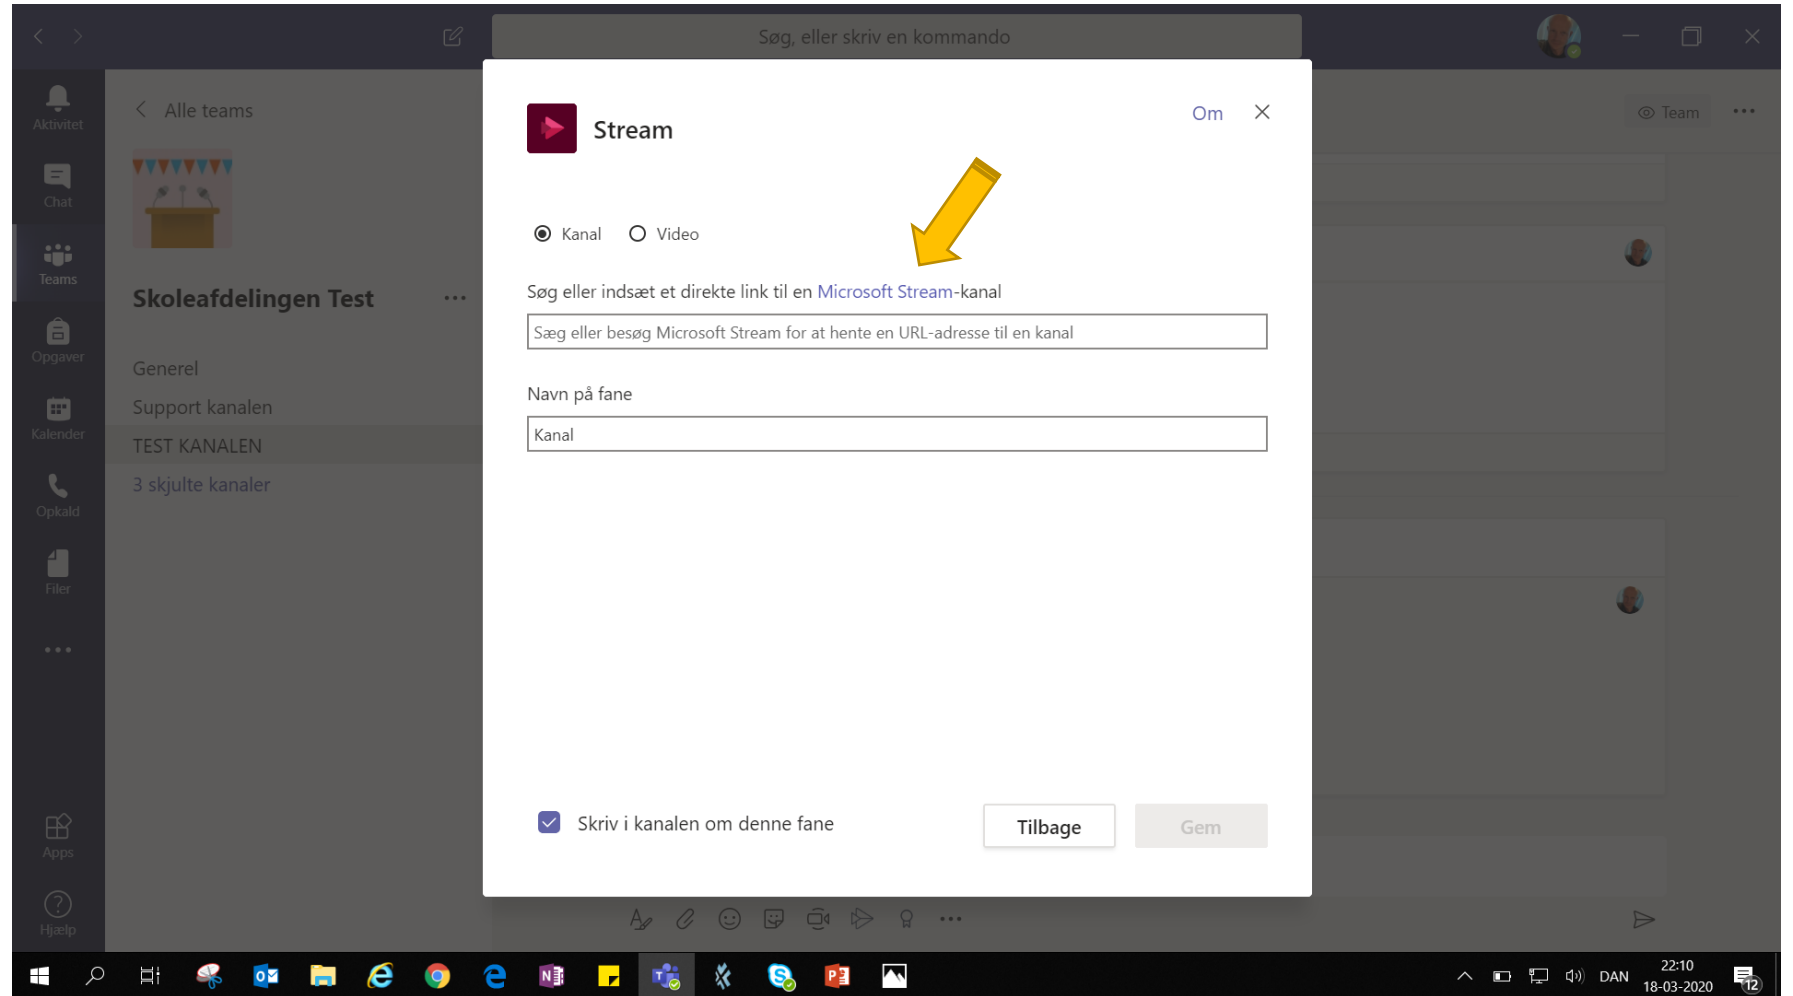 Søg, eller skriv en kommando
Aktivitet
Chat
Teams
Opgaver
Kalender
Opkald
Filer
Apps
Hjælp
Alle teams
Skoleafdelingen Test
Generel
Support kanalen
TEST KANALEN
3 skjulte kanaler
Team
Stream
Om
Kanal Video
Søg eller indsæt et direkte link til en Microsoft Stream-kanal
Sæg eller besøg Microsoft Stream for at hente en URL-adresse til en kanal
Navn på fane
Kanal
Skriv i kanalen om denne fane
Tilbage
Gem
DAN
22:10
18-03-2020
12